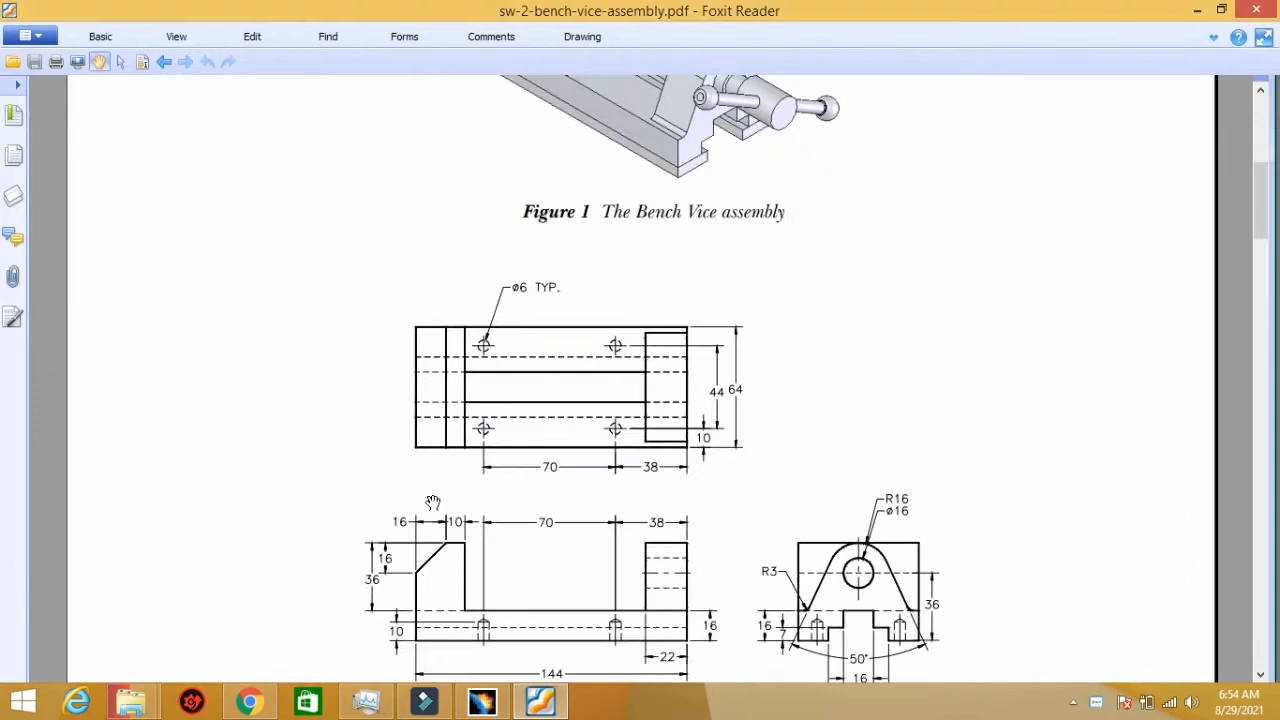 sw-2-bench-vice-assembly.pdf - Foxit Reader
Basic View Edit Find Forms Comments Drawing
Figure 1 The Bench Vice assembly
ø6 TYP.
44 64
10
70 38
R16
ø16
16 10 70 38
16
36
R3
36
10
16
16
7
22
50°
144
16
6:54 AM
8/29/2021